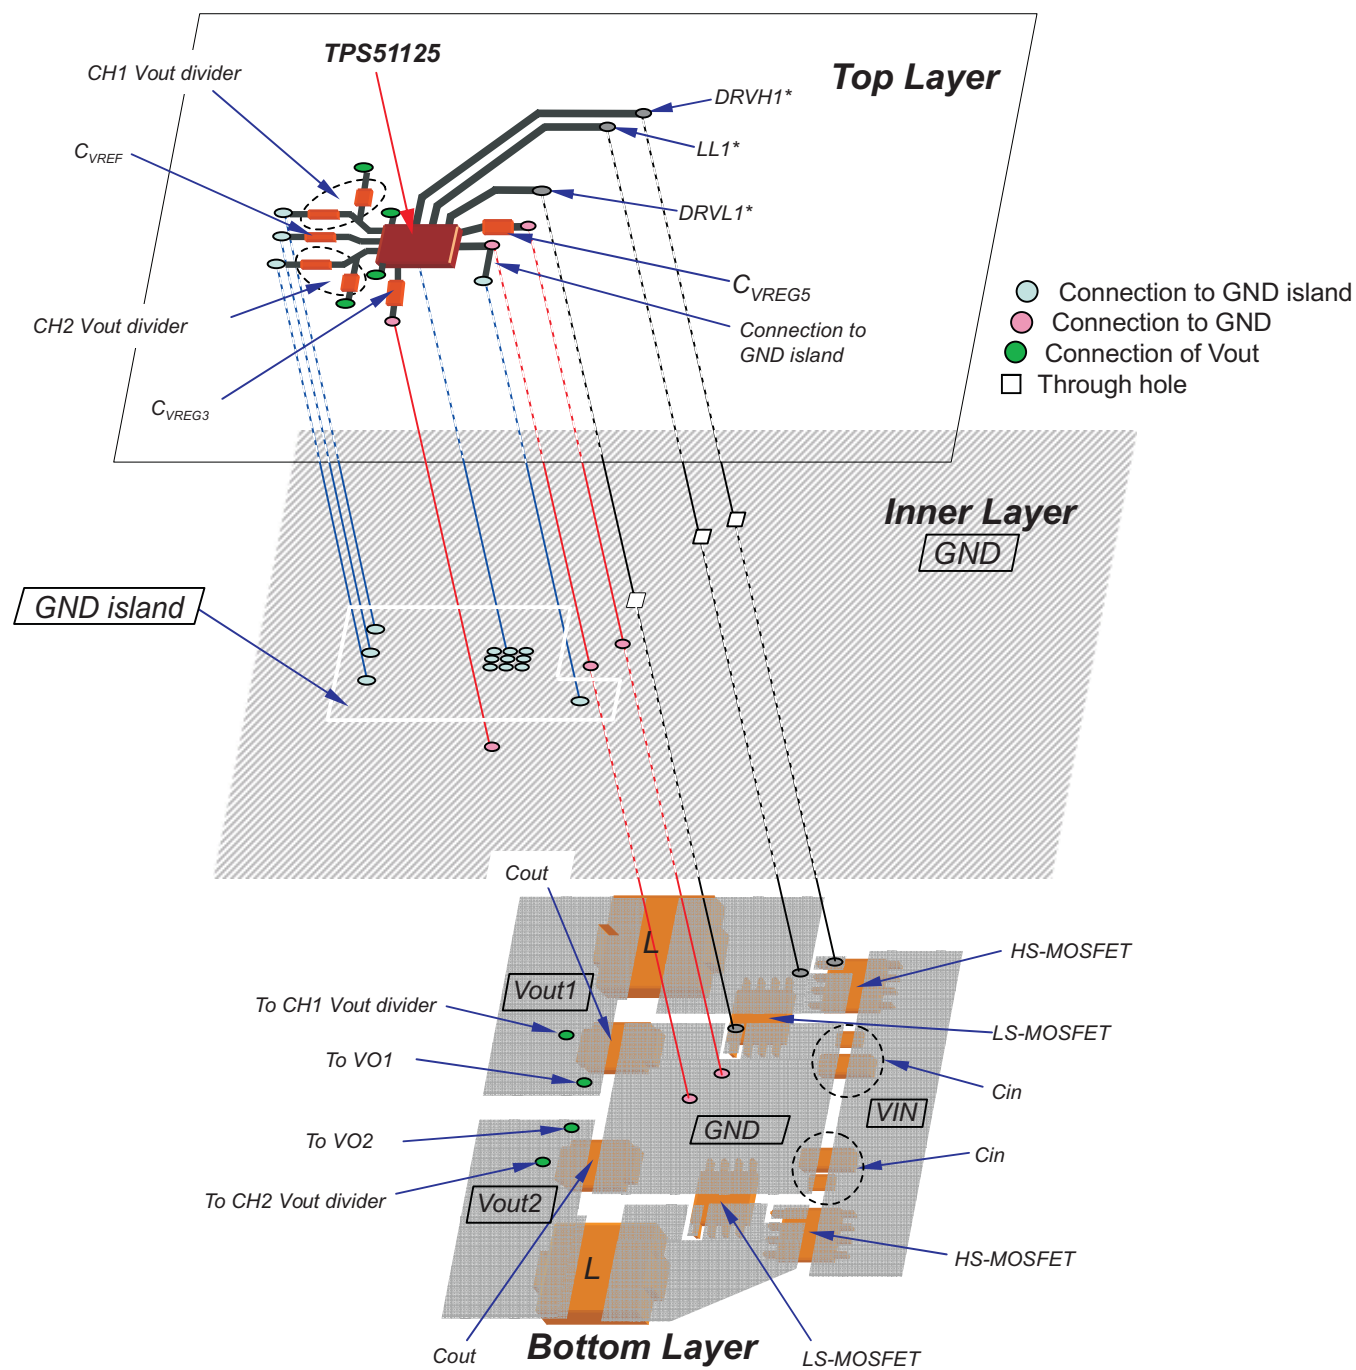 TPS51125
CH1 Vout divider
Top Layer
DRVH1*
CVREF
LL1*
DRVL1*
CVREG5
CH2 Vout divider
Connection to
GND island
CVREG3
Connection to GND island
Connection to GND
Connection of Vout
Through hole
Inner Layer
GND
GND island
Cout
L
HS-MOSFET
Vout1
To CH1 Vout divider
LS-MOSFET
To VO1
Cin
VIN
GND
To VO2
Cin
To CH2 Vout divider
Vout2
HS-MOSFET
L
Bottom Layer
Cout
LS-MOSFET